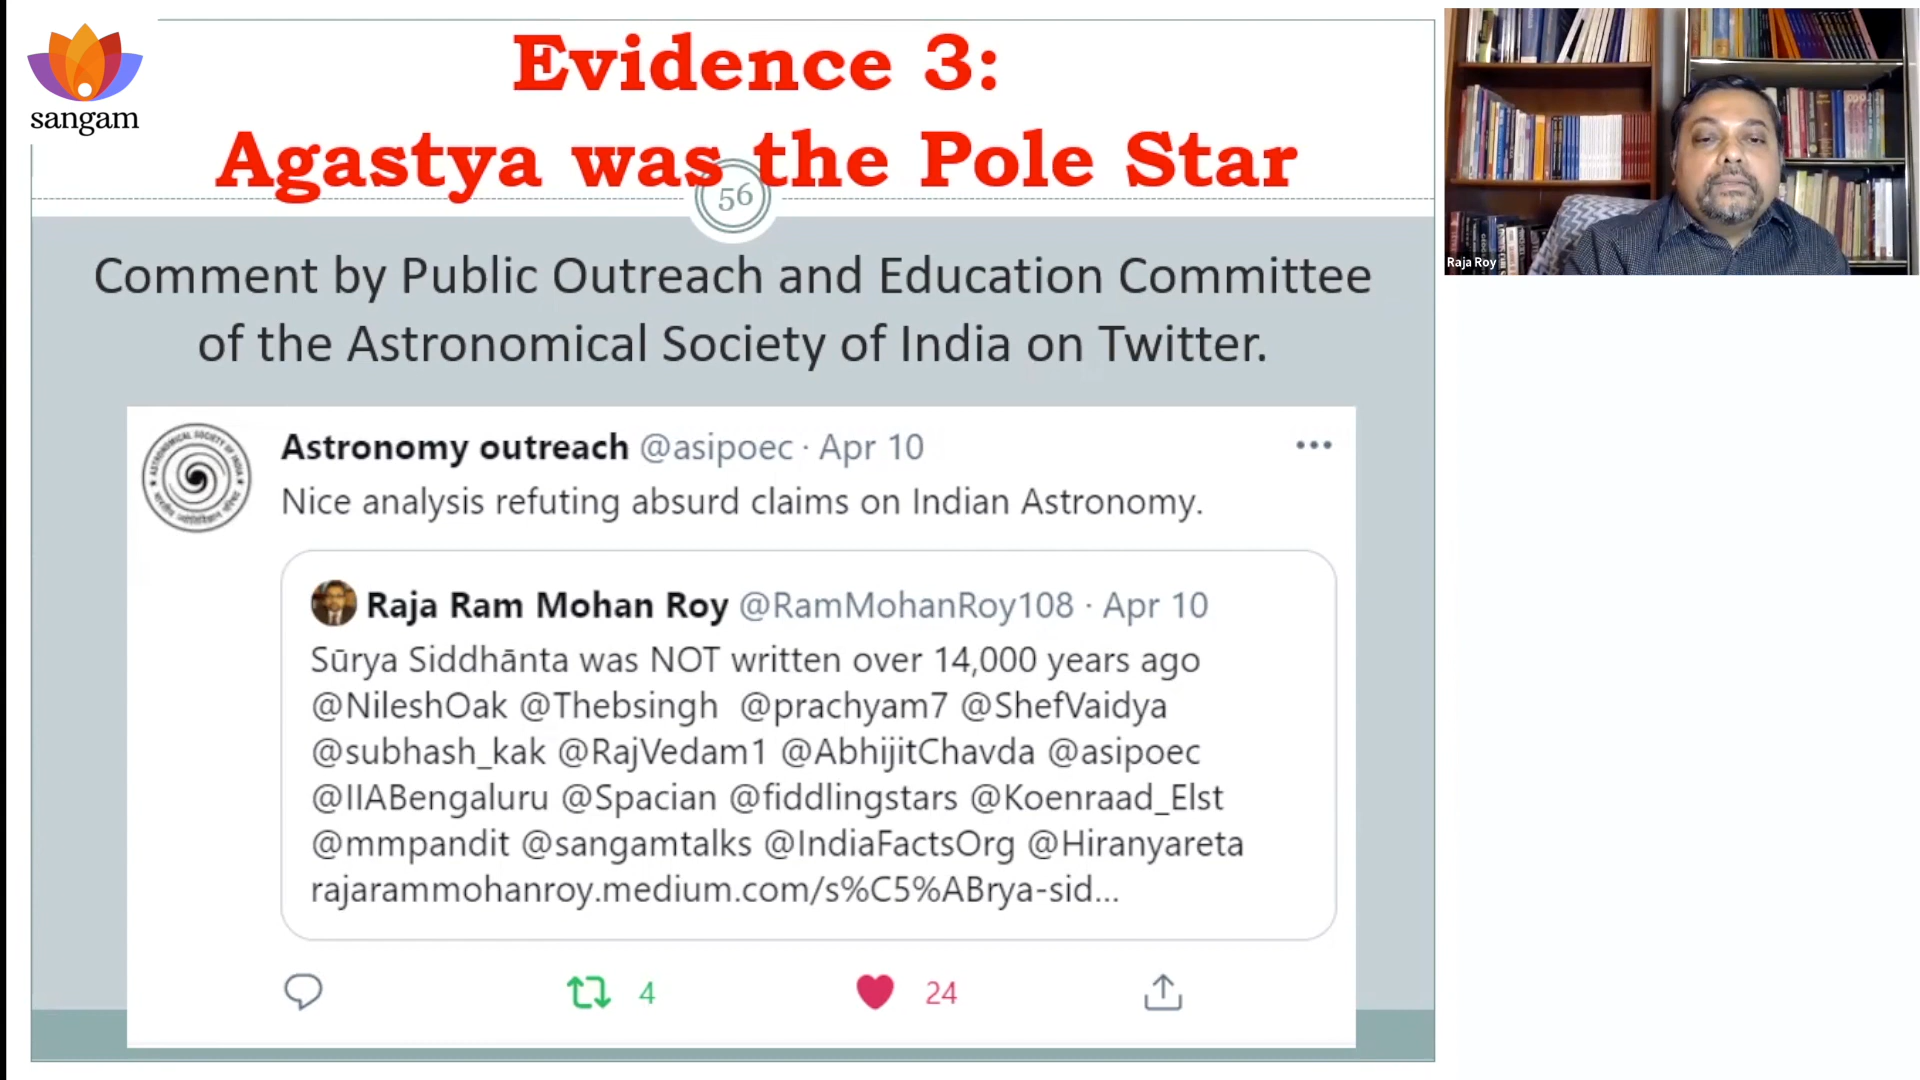 sangam
Evidence 3:
Agastya was the Pole Star
56
Comment by Public Outreach and Education Committee
of the Astronomical Society of India on Twitter.
Astronomy outreach @asipoec · Apr 10
Nice analysis refuting absurd claims on Indian Astronomy.
Raja Ram Mohan Roy @RamMohanRoy108 · Apr 10
Sūrya Siddhānta was NOT written over 14,000 years ago
@NileshOak @Thebsingh @prachyam7 @ShefVaidya
@subhash_kak @RajVedam1 @AbhijitChavda @asipoec
@IIABengaluru @Spacian @fiddlingstars @Koenraad_Elst
@mmpandit @sangamtalks @IndiaFactsOrg @Hiranyareta
rajarammohanroy.medium.com/s%C5%ABrya-sid...
4
24
Raja Roy